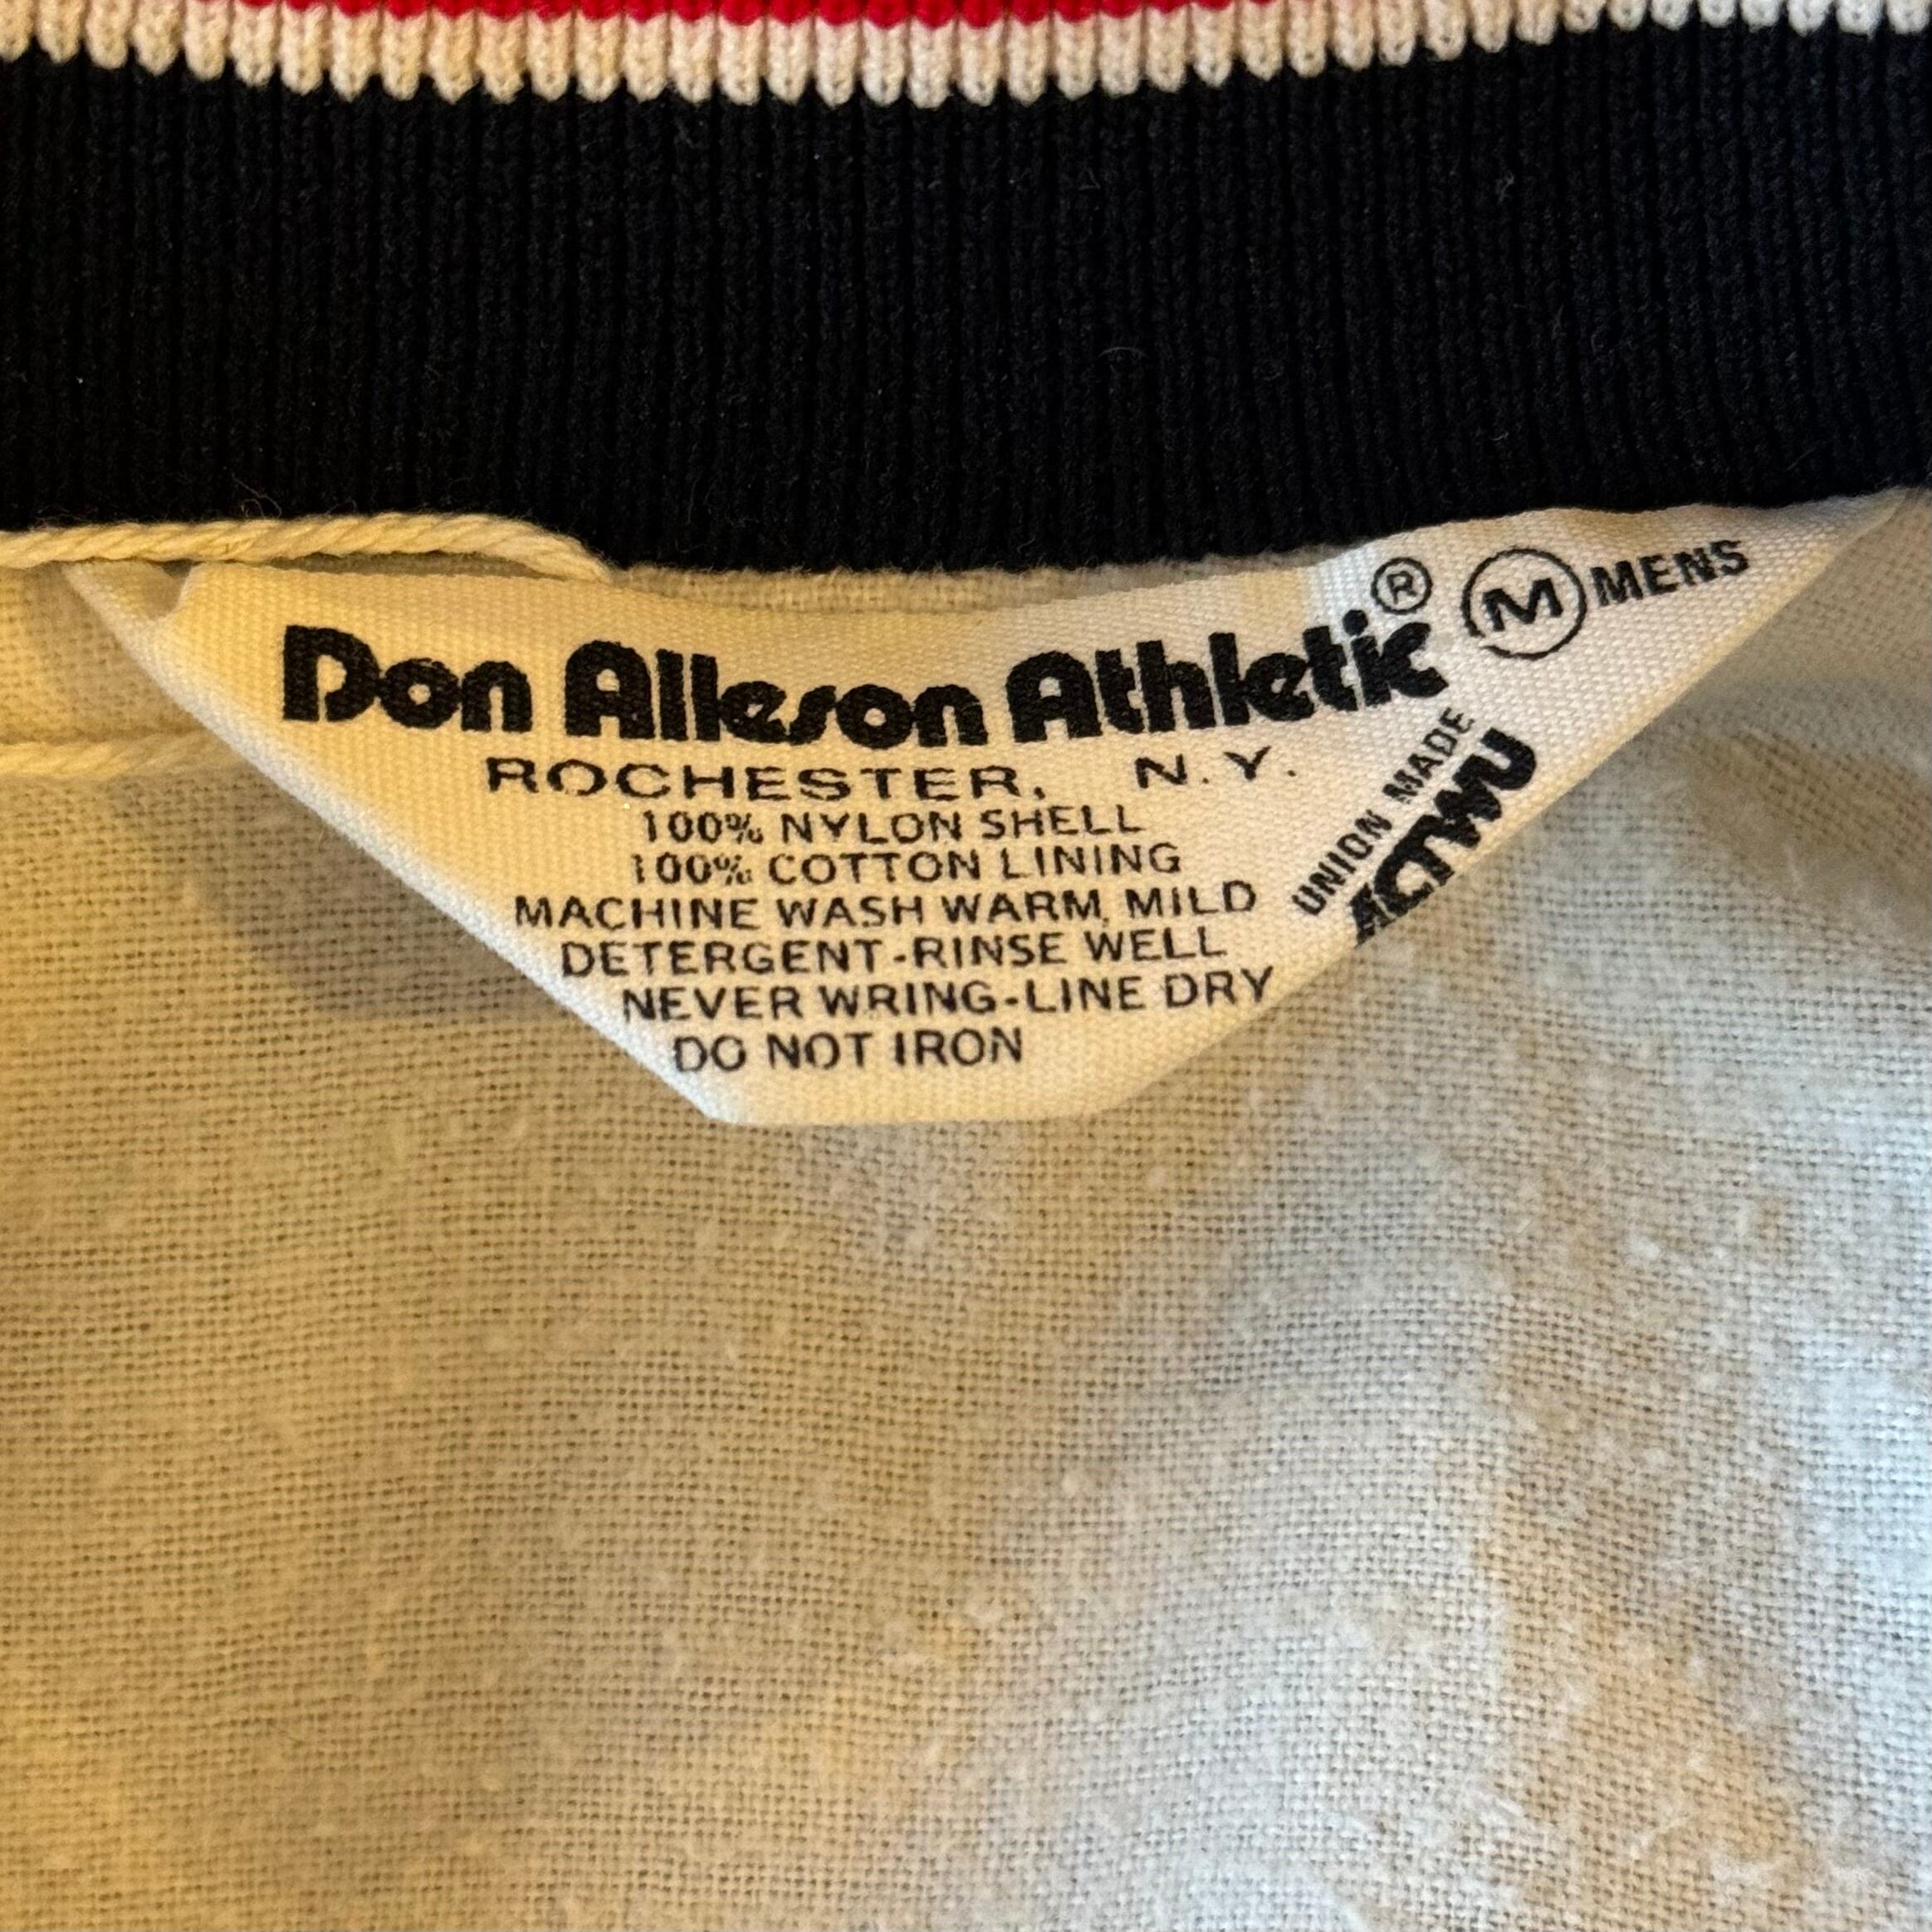 Don Alleson Athletic®
Ⓜ MENS
ROCHESTER, N.Y.
100% NYLON SHELL
100% COTTON LINING
MACHINE WASH WARM, MILD
DETERGENT-RINSE WELL
NEVER WRING-LINE DRY
DO NOT IRON
UNION MADE
ACTWU